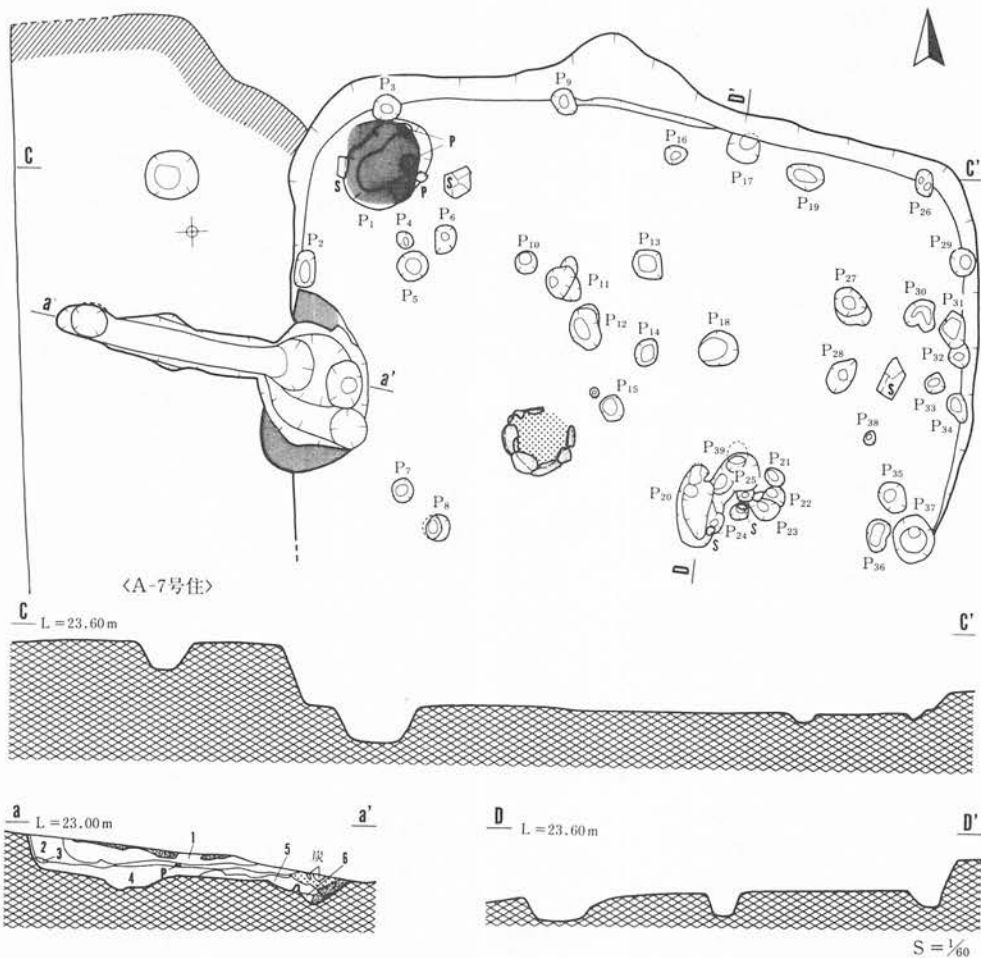 P3
P9
D'
P
P16
C
C'
P17
S
S
P
P19
P26
P1
P4
P6
P2
P29
P5
P10
P13
P11
P27
P30
P31
a
P12
P14
P18
P32
P28
S
a'
P33
P15
P34
P38
P39
P21
P7
P20
P25
P35
P22
P37
P8
P23
P24
S
S
P36
D
〈A-7号住〉
C L=23.60m
C'
a L=23.00m
a'
D L=23.60m
D'
1
2
3
5
炭
6
P
4
S=1/60